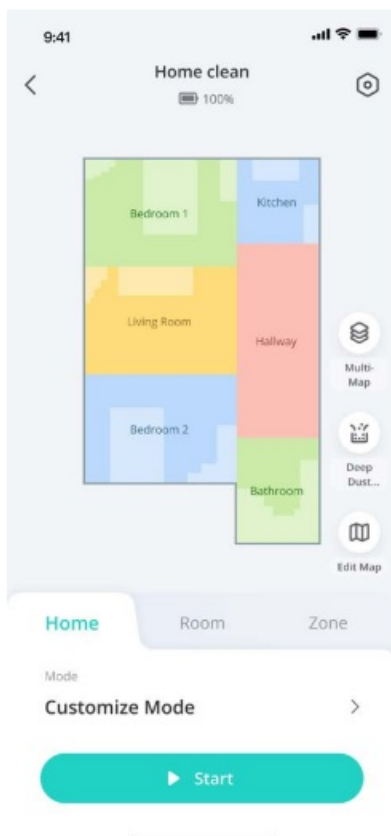 9:41
Home clean
100%
Bedroom 1
Kitchen
Living Room
Hallway
Multi-
Map
Bedroom 2
Deep
Dust...
Bathroom
Edit Map
Home Room Zone
Mode
Customize Mode
Start